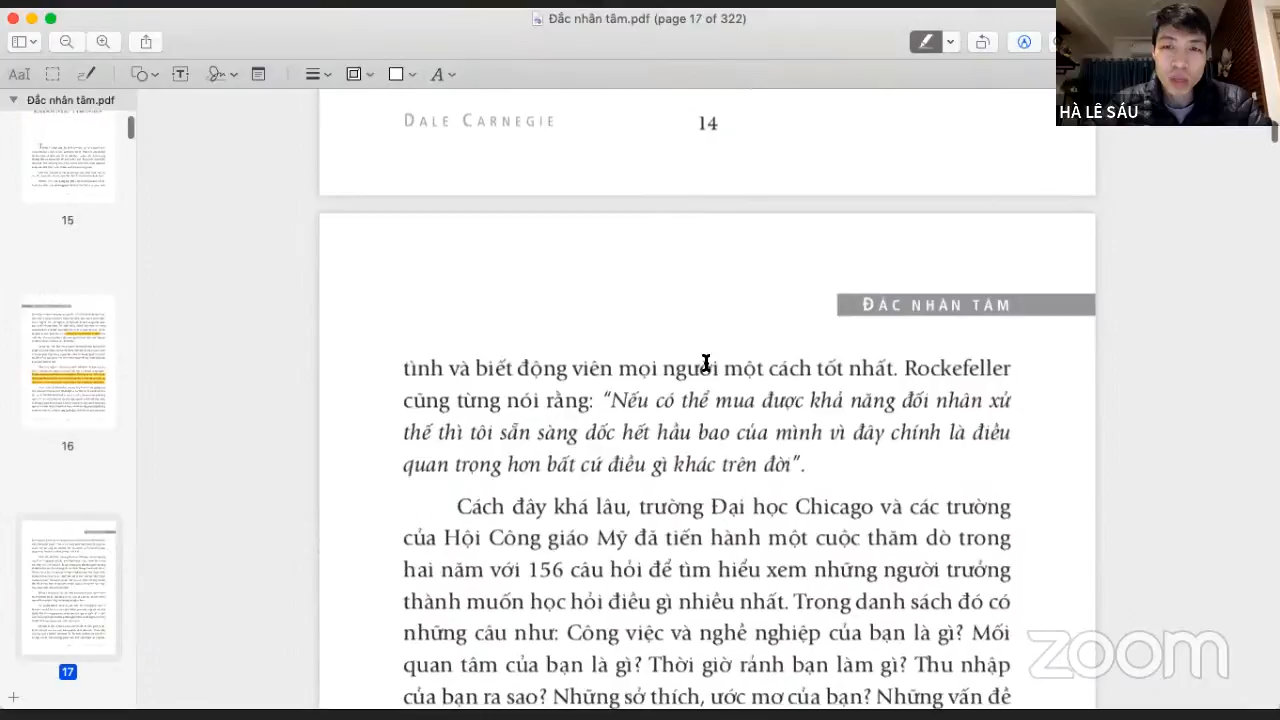 Đắc nhân tâm.pdf (page 17 of 322)
Đắc nhân tâm.pdf
HÀ LÊ SÁU
DALE CARNEGIE 14
15
16
17
ĐẮC NHÂN TÂM
tình và biết động viên mọi người một cách tốt nhất. Rockefeller
cũng từng nói rằng: “Nếu có thể mua được khả năng đối nhân xử
thế thì tôi sẵn sàng dốc hết hầu bao của mình vì đây chính là điều
quan trọng hơn bất cứ điều gì khác trên đời”.
Cách đây khá lâu, trường Đại học Chicago và các trường
của Hội Công giáo Mỹ đã tiến hành một cuộc thăm dò trong
hai năm với 156 câu hỏi để tìm hiểu xem những người trưởng
thành muốn học hỏi điều gì nhiều nhất. Trong danh sách đó có
những câu như: Công việc và nghề nghiệp của bạn là gì? Mối
quan tâm của bạn là gì? Thời giờ rảnh bạn làm gì? Thu nhập
của bạn ra sao? Những sở thích, ước mơ của bạn? Những vấn đề
zoom